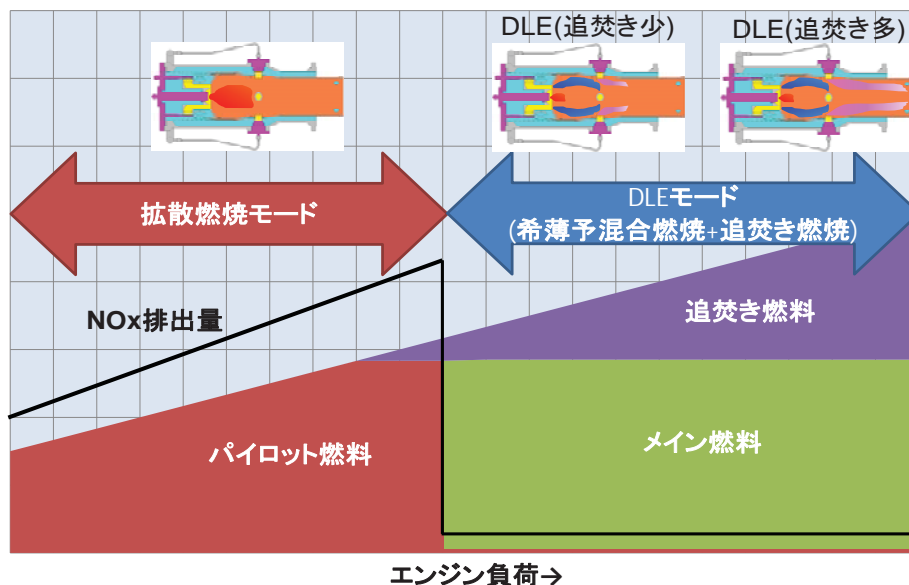 DLE(追焚き少)
DLE(追焚き多)
拡散燃焼モード
DLEモード
(希薄予混合燃焼+追焚き燃焼)
NOx排出量
追焚き燃料
パイロット燃料
メイン燃料
エンジン負荷→